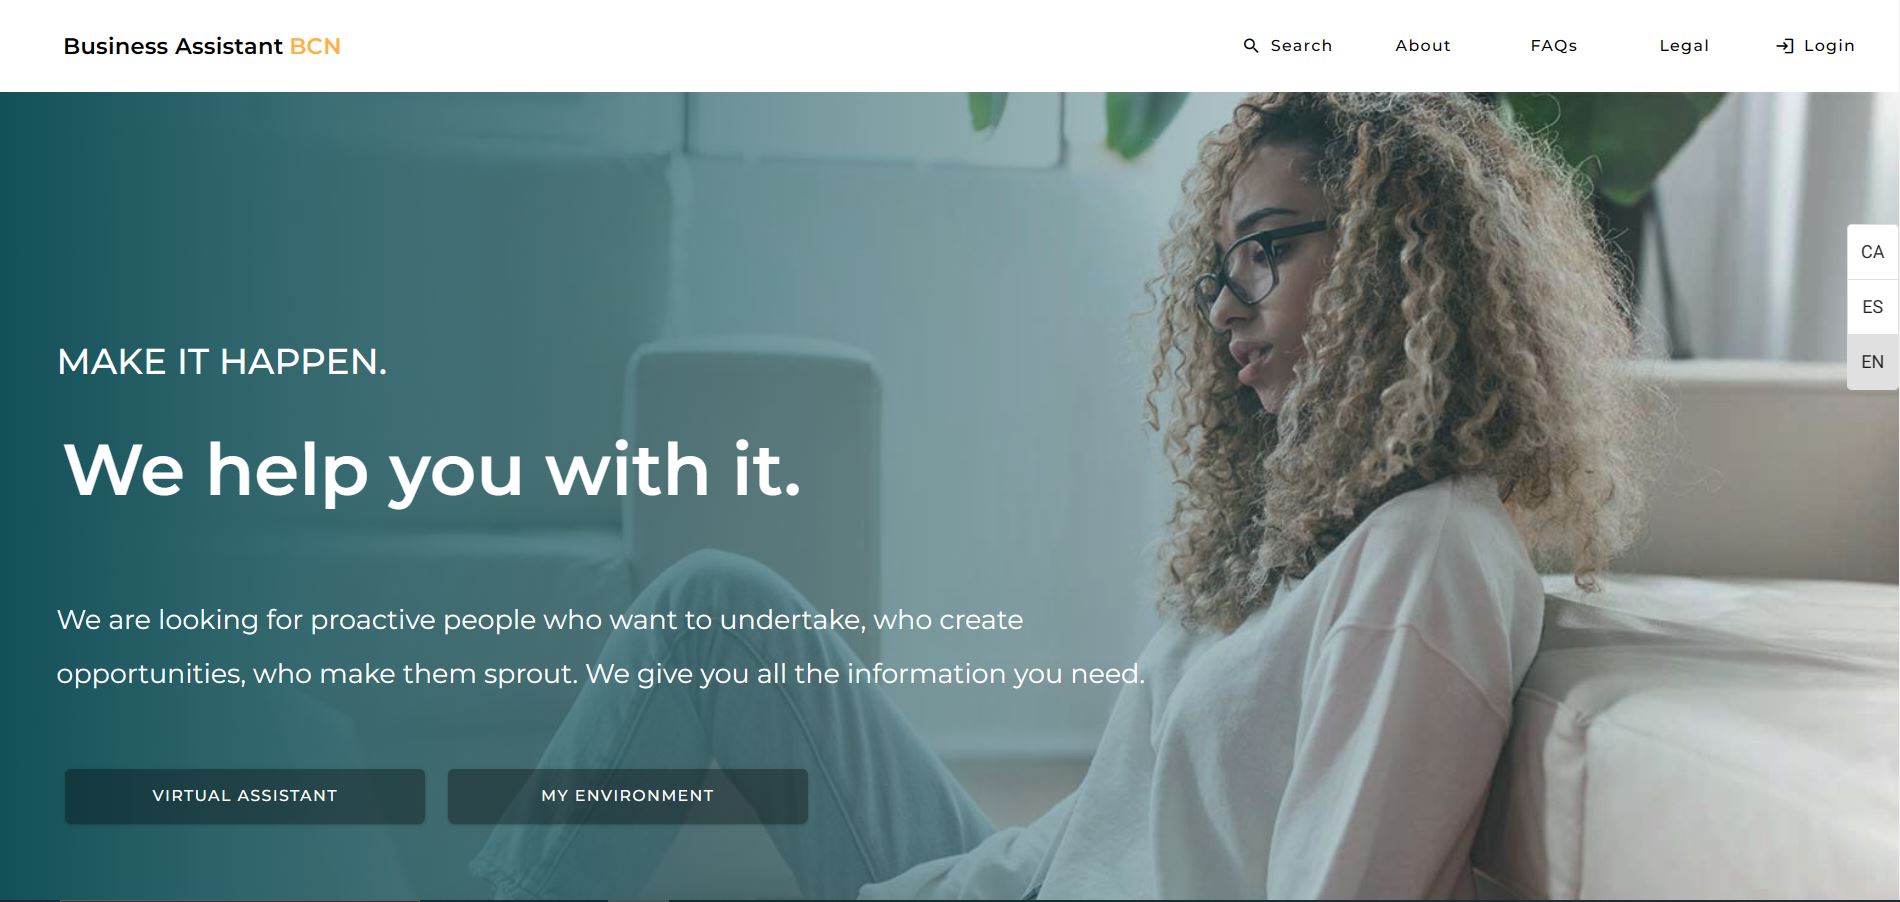 Business Assistant BCN
Search
About
FAQs
Legal
Login
CA
ES
EN
MAKE IT HAPPEN.
We help you with it.
We are looking for proactive people who want to undertake, who create
opportunities, who make them sprout. We give you all the information you need.
VIRTUAL ASSISTANT
MY ENVIRONMENT